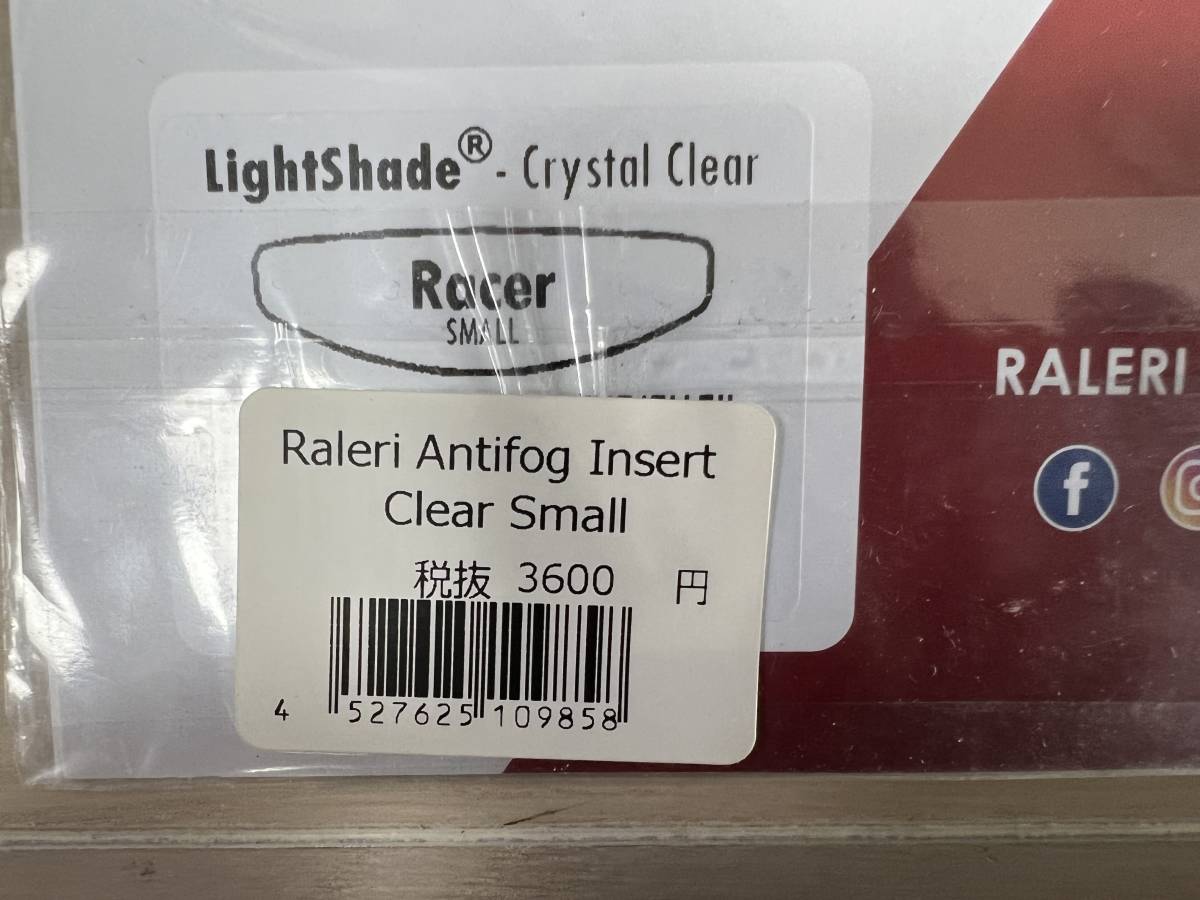 LightShade® - Crystal Clear
Racer
SMALL
RALERI
Raleri Antifog Insert
Clear Small
税抜 3600 円
4 527625 109858